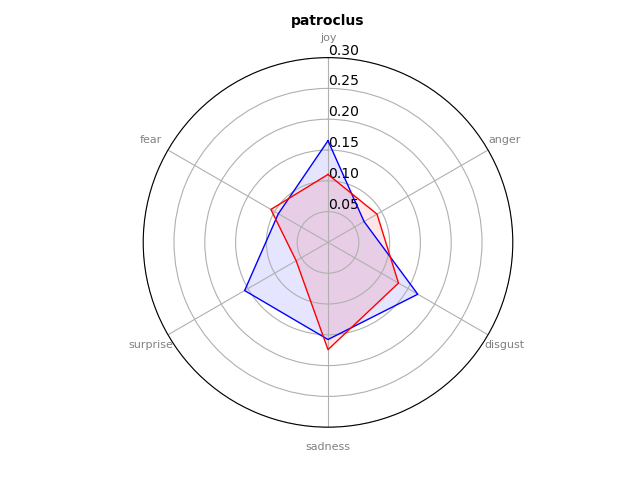 patroclus
joy
0.30
0.25
0.20
0.15
0.10
0.05
fear
anger
surprise
disgust
sadness